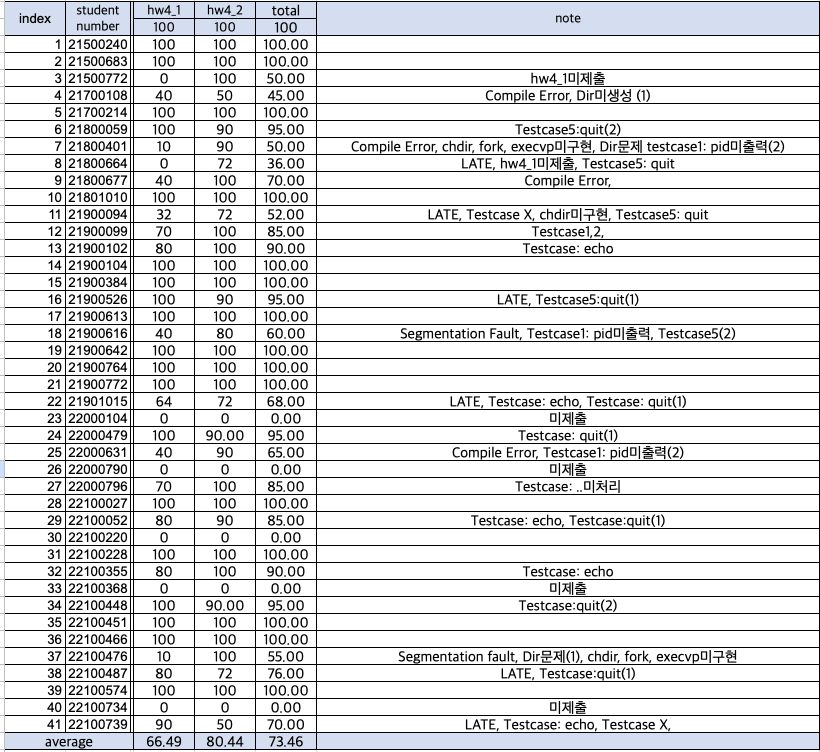 index student number hw4_1 hw4_2 total note
100 100 100
1 21500240 100 100 100.00
2 21500683 100 100 100.00
3 21500772 0 100 50.00 hw4_1미제출
4 21700108 40 50 45.00 Compile Error, Dir미생성 (1)
5 21700214 100 100 100.00
6 21800059 100 90 95.00 Testcase5:quit(2)
7 21800401 10 90 50.00 Compile Error, chdir, fork, execvp미구현, Dir문제 testcase1: pid미출력(2)
8 21800664 0 72 36.00 LATE, hw4_1미제출, Testcase5: quit
9 21800677 40 100 70.00 Compile Error,
10 21801010 100 100 100.00
11 21900094 32 72 52.00 LATE, Testcase X, chdir미구현, Testcase5: quit
12 21900099 70 100 85.00 Testcase1,2,
13 21900102 80 100 90.00 Testcase: echo
14 21900104 100 100 100.00
15 21900384 100 100 100.00
16 21900526 100 90 95.00 LATE, Testcase5:quit(1)
17 21900613 100 100 100.00
18 21900616 40 80 60.00 Segmentation Fault, Testcase1: pid미출력, Testcase5(2)
19 21900642 100 100 100.00
20 21900764 100 100 100.00
21 21900772 100 100 100.00
22 21901015 64 72 68.00 LATE, Testcase: echo, Testcase: quit(1)
23 22000104 0 0 0.00 미제출
24 22000479 100 90.00 95.00 Testcase: quit(1)
25 22000631 40 90 65.00 Compile Error, Testcase1: pid미출력(2)
26 22000790 0 0 0.00 미제출
27 22000796 70 100 85.00 Testcase: ..미처리
28 22100027 100 100 100.00
29 22100052 80 90 85.00 Testcase: echo, Testcase:quit(1)
30 22100220 0 0 0.00
31 22100228 100 100 100.00
32 22100355 80 100 90.00 Testcase: echo
33 22100368 0 0 0.00 미제출
34 22100448 100 90.00 95.00 Testcase:quit(2)
35 22100451 100 100 100.00
36 22100466 100 100 100.00
37 22100476 10 100 55.00 Segmentation fault, Dir문제(1), chdir, fork, execvp미구현
38 22100487 80 72 76.00 LATE, Testcase:quit(1)
39 22100574 100 100 100.00
40 22100734 0 0 0.00 미제출
41 22100739 90 50 70.00 LATE, Testcase: echo, Testcase X,
average 66.49 80.44 73.46